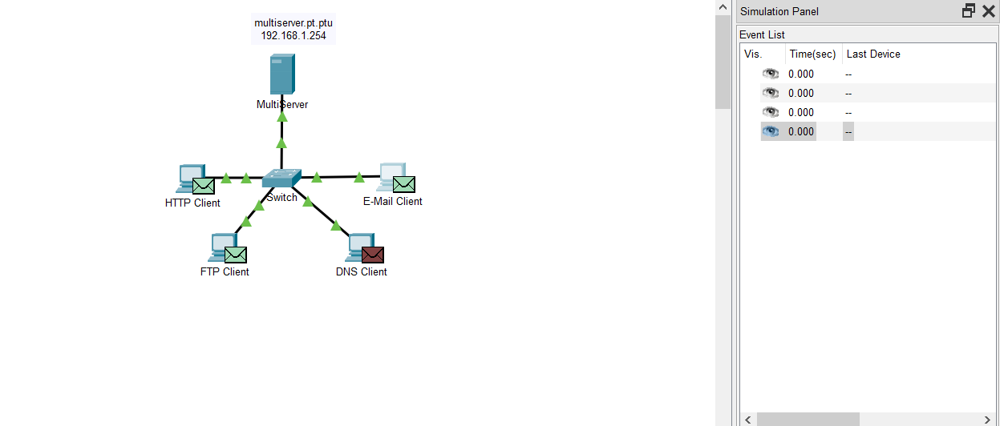 multiserver.pt.ptu
192.168.1.254
MultiServer
HTTP Client
Switch
E-Mail Client
FTP Client
DNS Client
Simulation Panel
Event List
Vis. Time(sec) Last Device
0.000 --
0.000 --
0.000 --
0.000 --